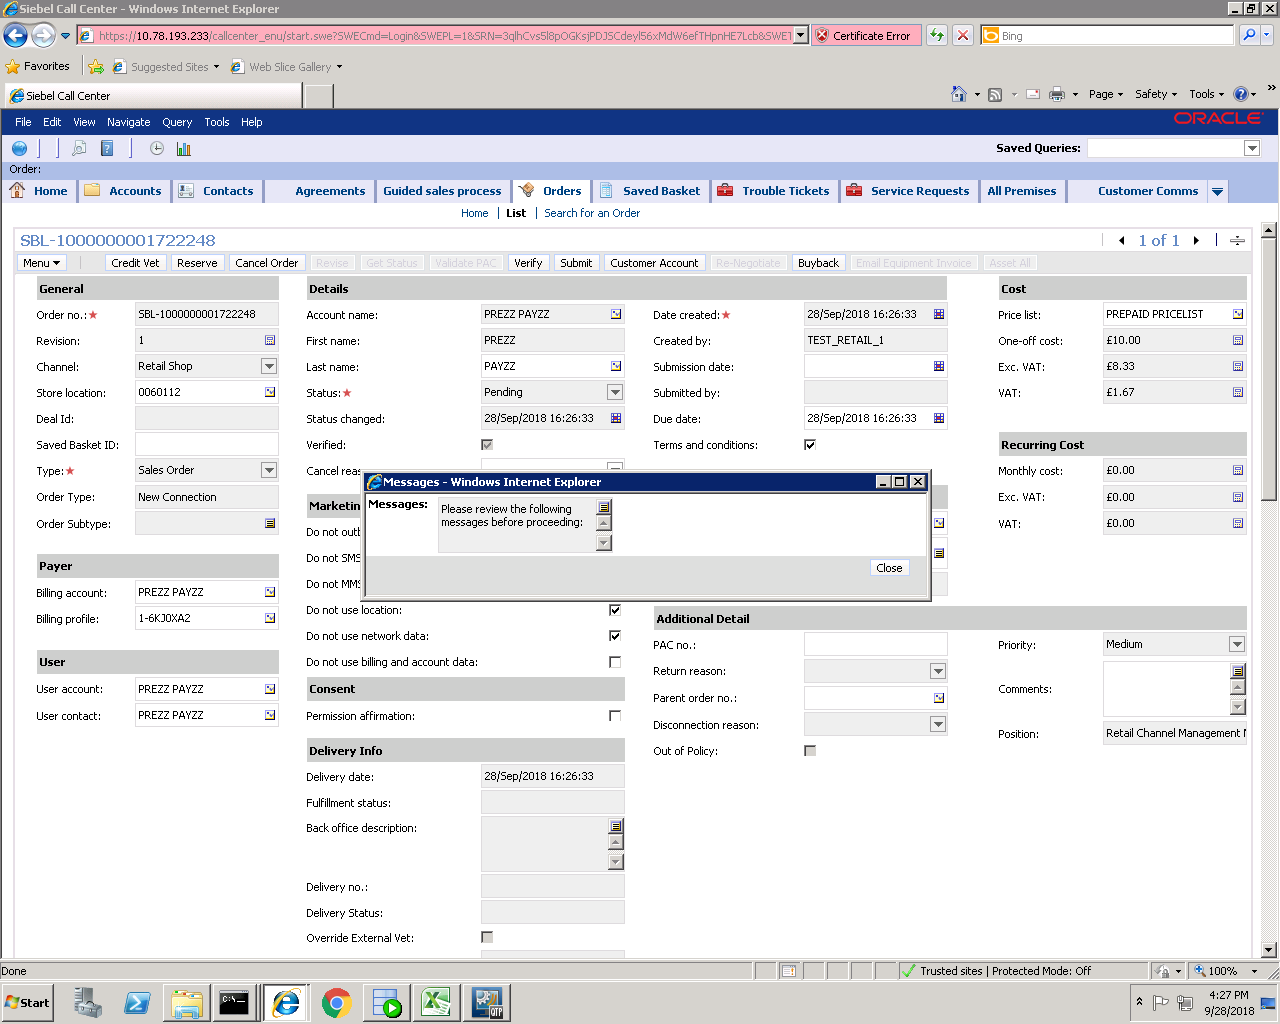 Siebel Call Center - Windows Internet Explorer
https://10.78.193.233/callcenter_enu/start.swe?SWECmd=Login&SWEPL=1&SRN=
Certificate Error
Bing
Favorites
Suggested Sites
Web Slice Gallery
Siebel Call Center
Page
Safety
Tools
»
File Edit View Navigate Query Tools Help
ORACLE
Saved Queries:
Order:
Home
Accounts
Contacts
Agreements
Guided sales process
Orders
Saved Basket
Trouble Tickets
Service Requests
All Premises
Customer Comms
Home | List | Search for an Order
SBL-1000000001722248
1 of 1
Menu
Credit Vet
Reserve
Cancel Order
Revise
Get Status
Validate PAC
Verify
Submit
Customer Account
Re-Negotiate
Buyback
Email Equipment Invoice
Asset All
General
Order no.:★ SBL-1000000001722248
Revision: 1
Channel: Retail Shop
Store location: 0060112
Deal Id:
Saved Basket ID:
Type:★ Sales Order
Order Type: New Connection
Order Subtype:
Payer
Billing account: PREZZ PAYZZ
Billing profile: 1-6KJ0XA2
User
User account: PREZZ PAYZZ
User contact: PREZZ PAYZZ
Details
Account name: PREZZ PAYZZ
First name: PREZZ
Last name: PAYZZ
Status:★ Pending
Status changed: 28/Sep/2018 16:26:33
Verified:
Cancel reas
Date created:★ 28/Sep/2018 16:26:33
Created by: TEST_RETAIL_1
Submission date:
Submitted by:
Due date: 28/Sep/2018 16:26:33
Terms and conditions:
Cost
Price list: PREPAID PRICELIST
One-off cost: £10.00
Exc. VAT: £8.33
VAT: £1.67
Recurring Cost
Monthly cost: £0.00
Exc. VAT: £0.00
VAT: £0.00
Messages - Windows Internet Explorer
Messages:
Please review the following
messages before proceeding:
Close
Marketin
Do not outb
Do not SMS
Do not MMS
Do not use location:
Do not use network data:
Do not use billing and account data:
Consent
Permission affirmation:
Delivery Info
Delivery date: 28/Sep/2018 16:26:33
Fulfillment status:
Back office description:
Delivery no.:
Delivery Status:
Override External Vet:
Additional Detail
PAC no.:
Return reason:
Parent order no.:
Disconnection reason:
Out of Policy:
Priority: Medium
Comments:
Position: Retail Channel Management
Done
Trusted sites | Protected Mode: Off
100%
Start
C:\
QTP
4:27 PM
9/28/2018